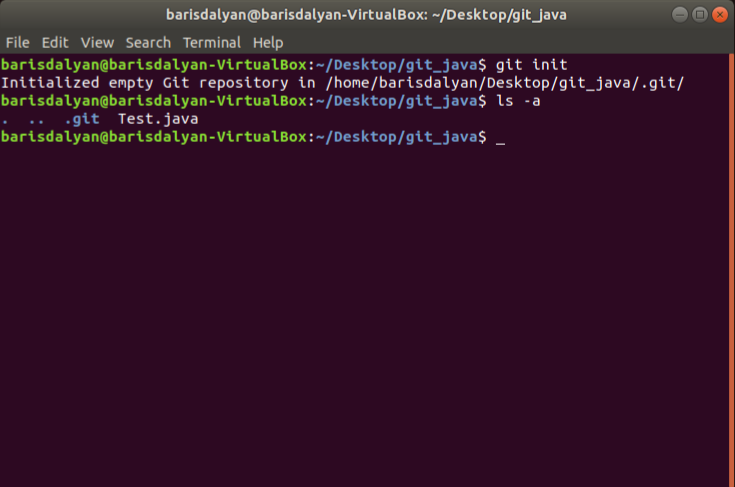 barisdalyan@barisdalyan-VirtualBox: ~/Desktop/git_java
File Edit View Search Terminal Help
barisdalyan@barisdalyan-VirtualBox:~/Desktop/git_java$ git init
Initialized empty Git repository in /home/barisdalyan/Desktop/git_java/.git/
barisdalyan@barisdalyan-VirtualBox:~/Desktop/git_java$ ls -a
.  ..  .git  Test.java
barisdalyan@barisdalyan-VirtualBox:~/Desktop/git_java$ _